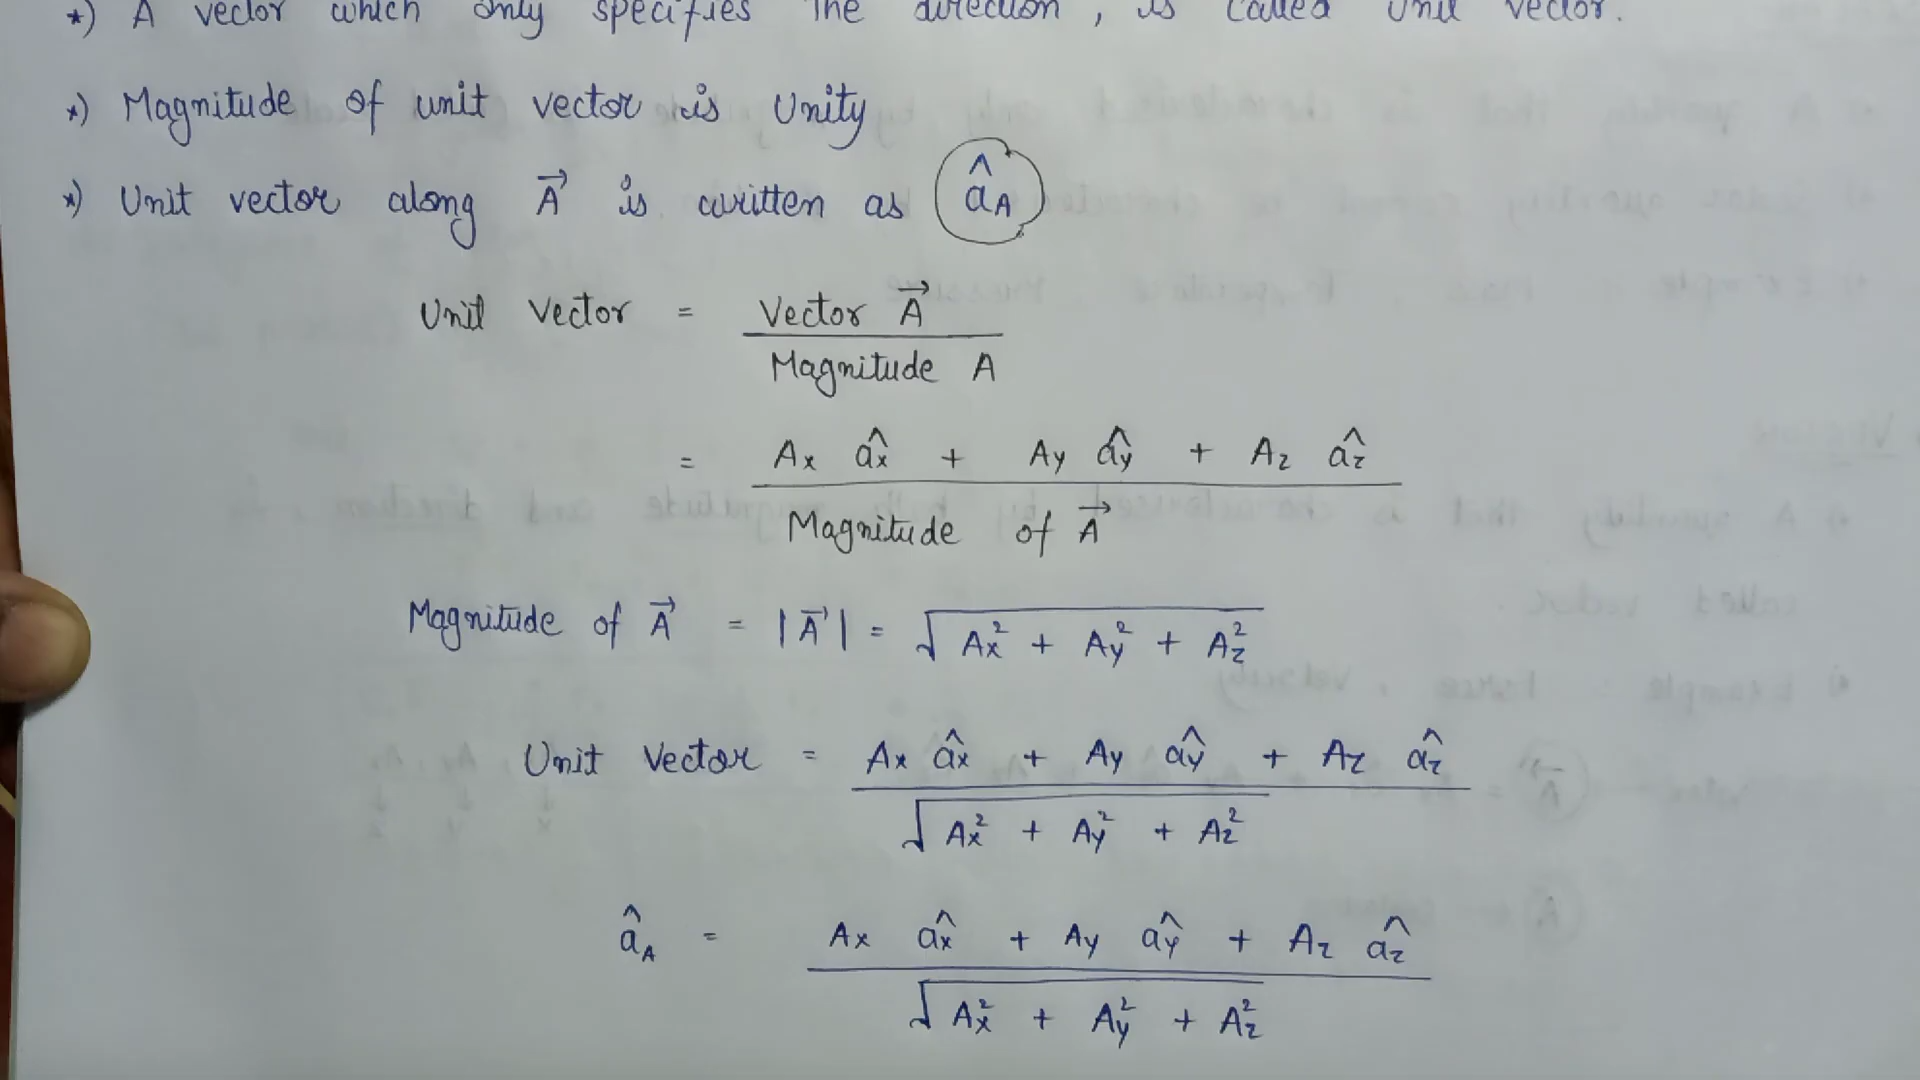 *) A vector which only specifies the direction, is called Unit vector.
*) Magnitude of unit vector is Unity
*) Unit vector along A⃗ is written as âA
Unit Vector = Vector A⃗ / Magnitude A
= Ax âx + Ay ây + Az âz / Magnitude of A⃗
Magnitude of A⃗ = |A⃗| = √(Ax² + Ay² + Az²)
Unit Vector = Ax âx + Ay ây + Az âz / √(Ax² + Ay² + Az²)
âA = Ax âx + Ay ây + Az âz / √(Ax² + Ay² + Az²)